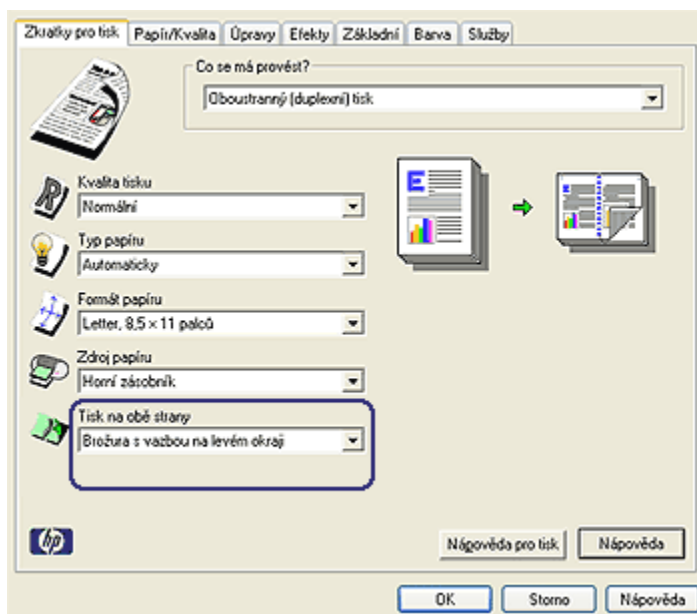 Zkratky pro tisk Papír/Kvalita Úpravy Efekty Základní Barva Služby
Co se má provést?
Oboustranný (duplexní) tisk
Kvalita tisku
Normální
Typ papíru
Automaticky
Formát papíru
Letter, 8,5 × 11 palců
Zdroj papíru
Horní zásobník
Tisk na obě strany
Brožura s vazbou na levém okraji
hp
Nápověda pro tisk Nápověda
OK Storno Nápověda